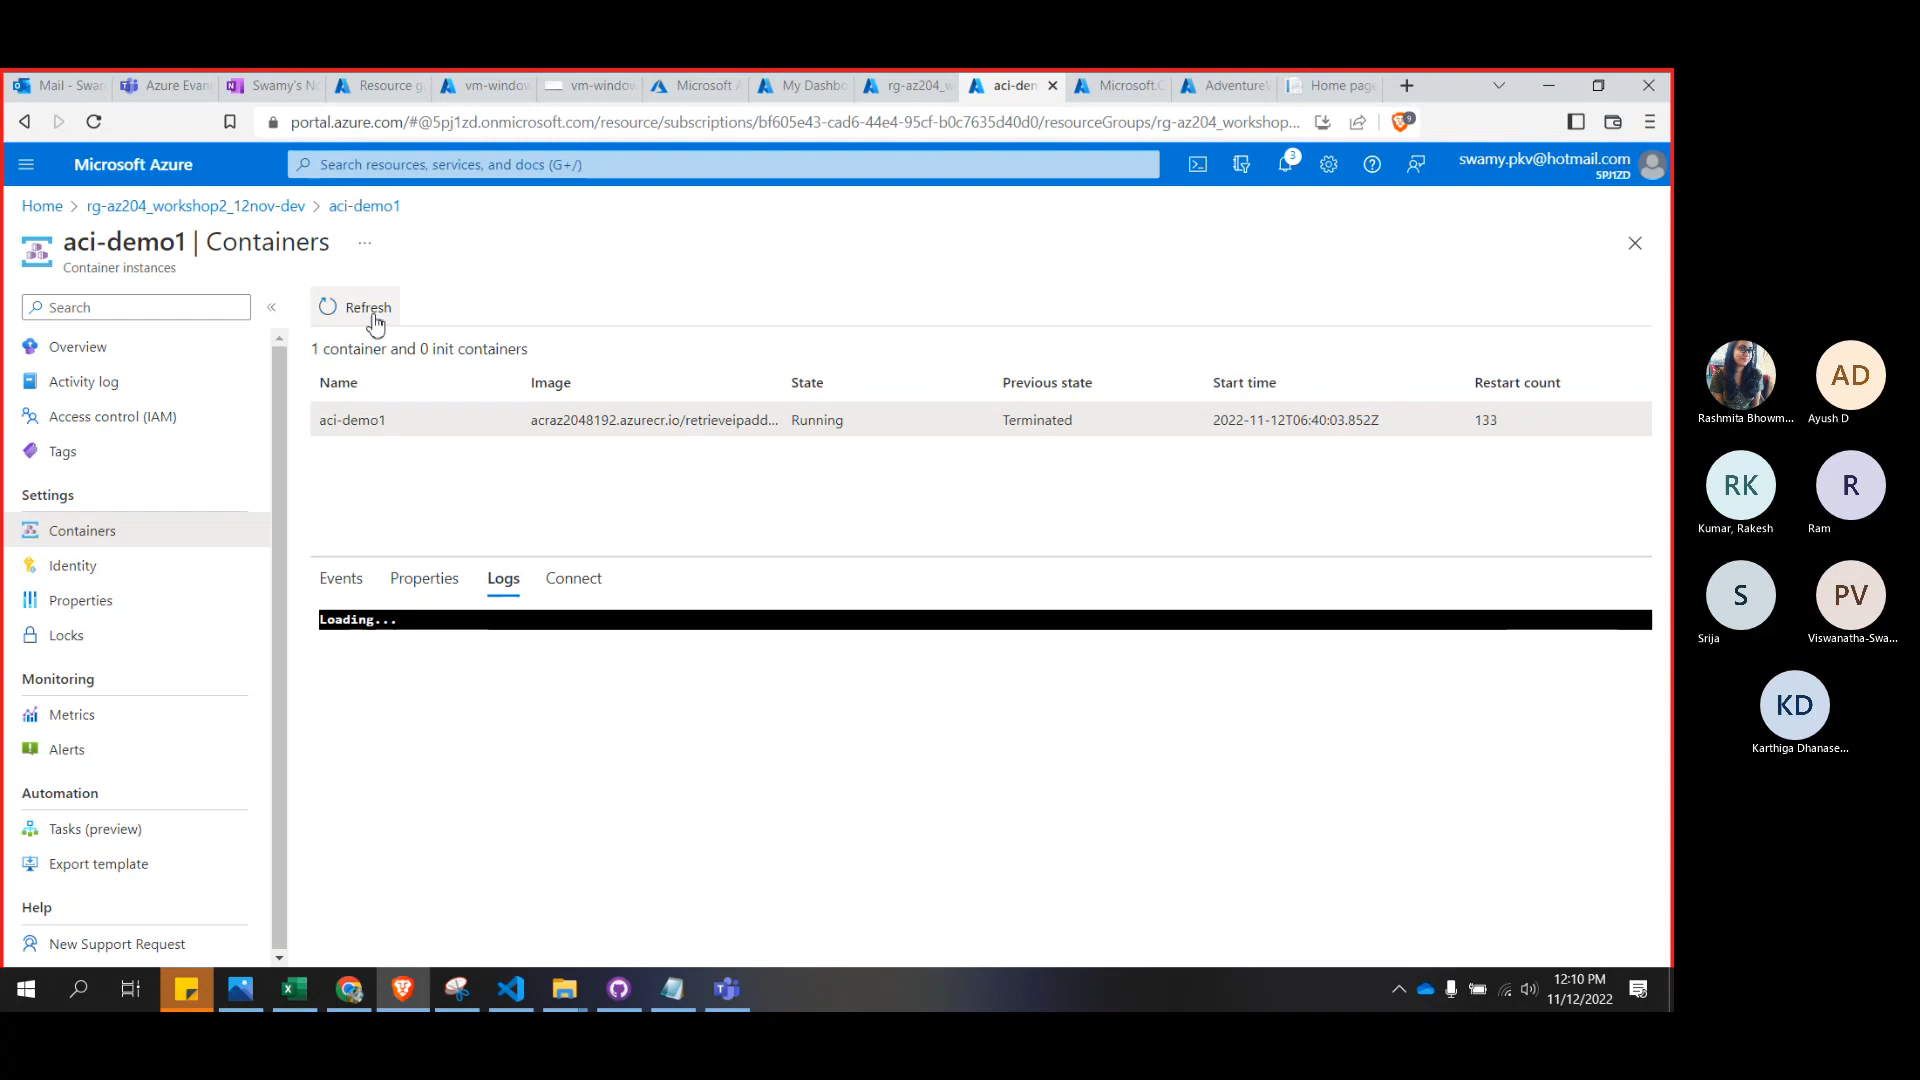 Mail - Swa
Azure Evan
Swamy's N
Resource g
vm-window
vm-window
Microsoft A
My Dashbo
rg-az204_w
aci-dem
Microsoft.C
Adventure
Home page
portal.azure.com/#@5pj1zd.onmicrosoft.com/resource/subscriptions/bf605e43-cad6-44e4-95cf-b0c7635d40d0/resourceGroups/rg-az204_workshop...
9
Microsoft Azure
Search resources, services, and docs (G+/)
3
swamy.pkv@hotmail.com
5PJ1ZD
Home > rg-az204_workshop2_12nov-dev > aci-demo1
aci-demo1 | Containers ...
Container instances
Search
«
Refresh
1 container and 0 init containers
Name Image State Previous state Start time Restart count
aci-demo1 acraz2048192.azurecr.io/retrieveipadd... Running Terminated 2022-11-12T06:40:03.852Z 133
Overview
Activity log
Access control (IAM)
Tags
Settings
Containers
Identity
Properties
Locks
Monitoring
Metrics
Alerts
Automation
Tasks (preview)
Export template
Help
New Support Request
Events Properties Logs Connect
Loading...
12:10 PM
11/12/2022
Rashmita Bhowm...
AD
Ayush D
RK
Kumar, Rakesh
R
Ram
S
Srija
PV
Viswanatha-Swa...
KD
Karthiga Dhanase...